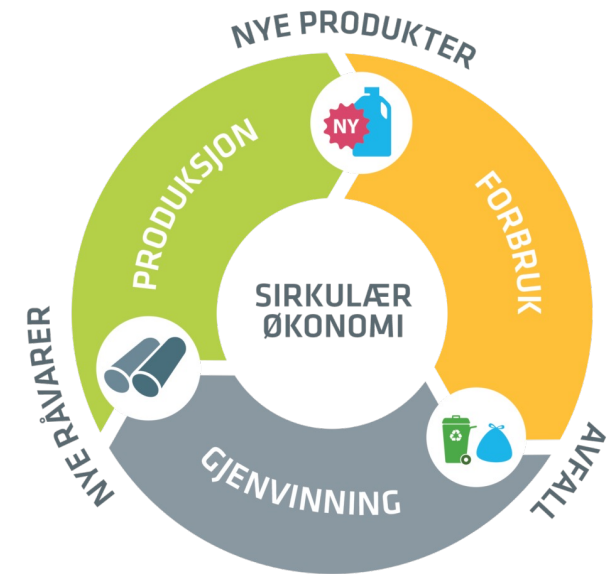 NYE PRODUKTER
NY
PRODUKSJON
FORBRUK
SIRKULÆR
ØKONOMI
NYE RÅVARER
GJENVINNING
AVFALL